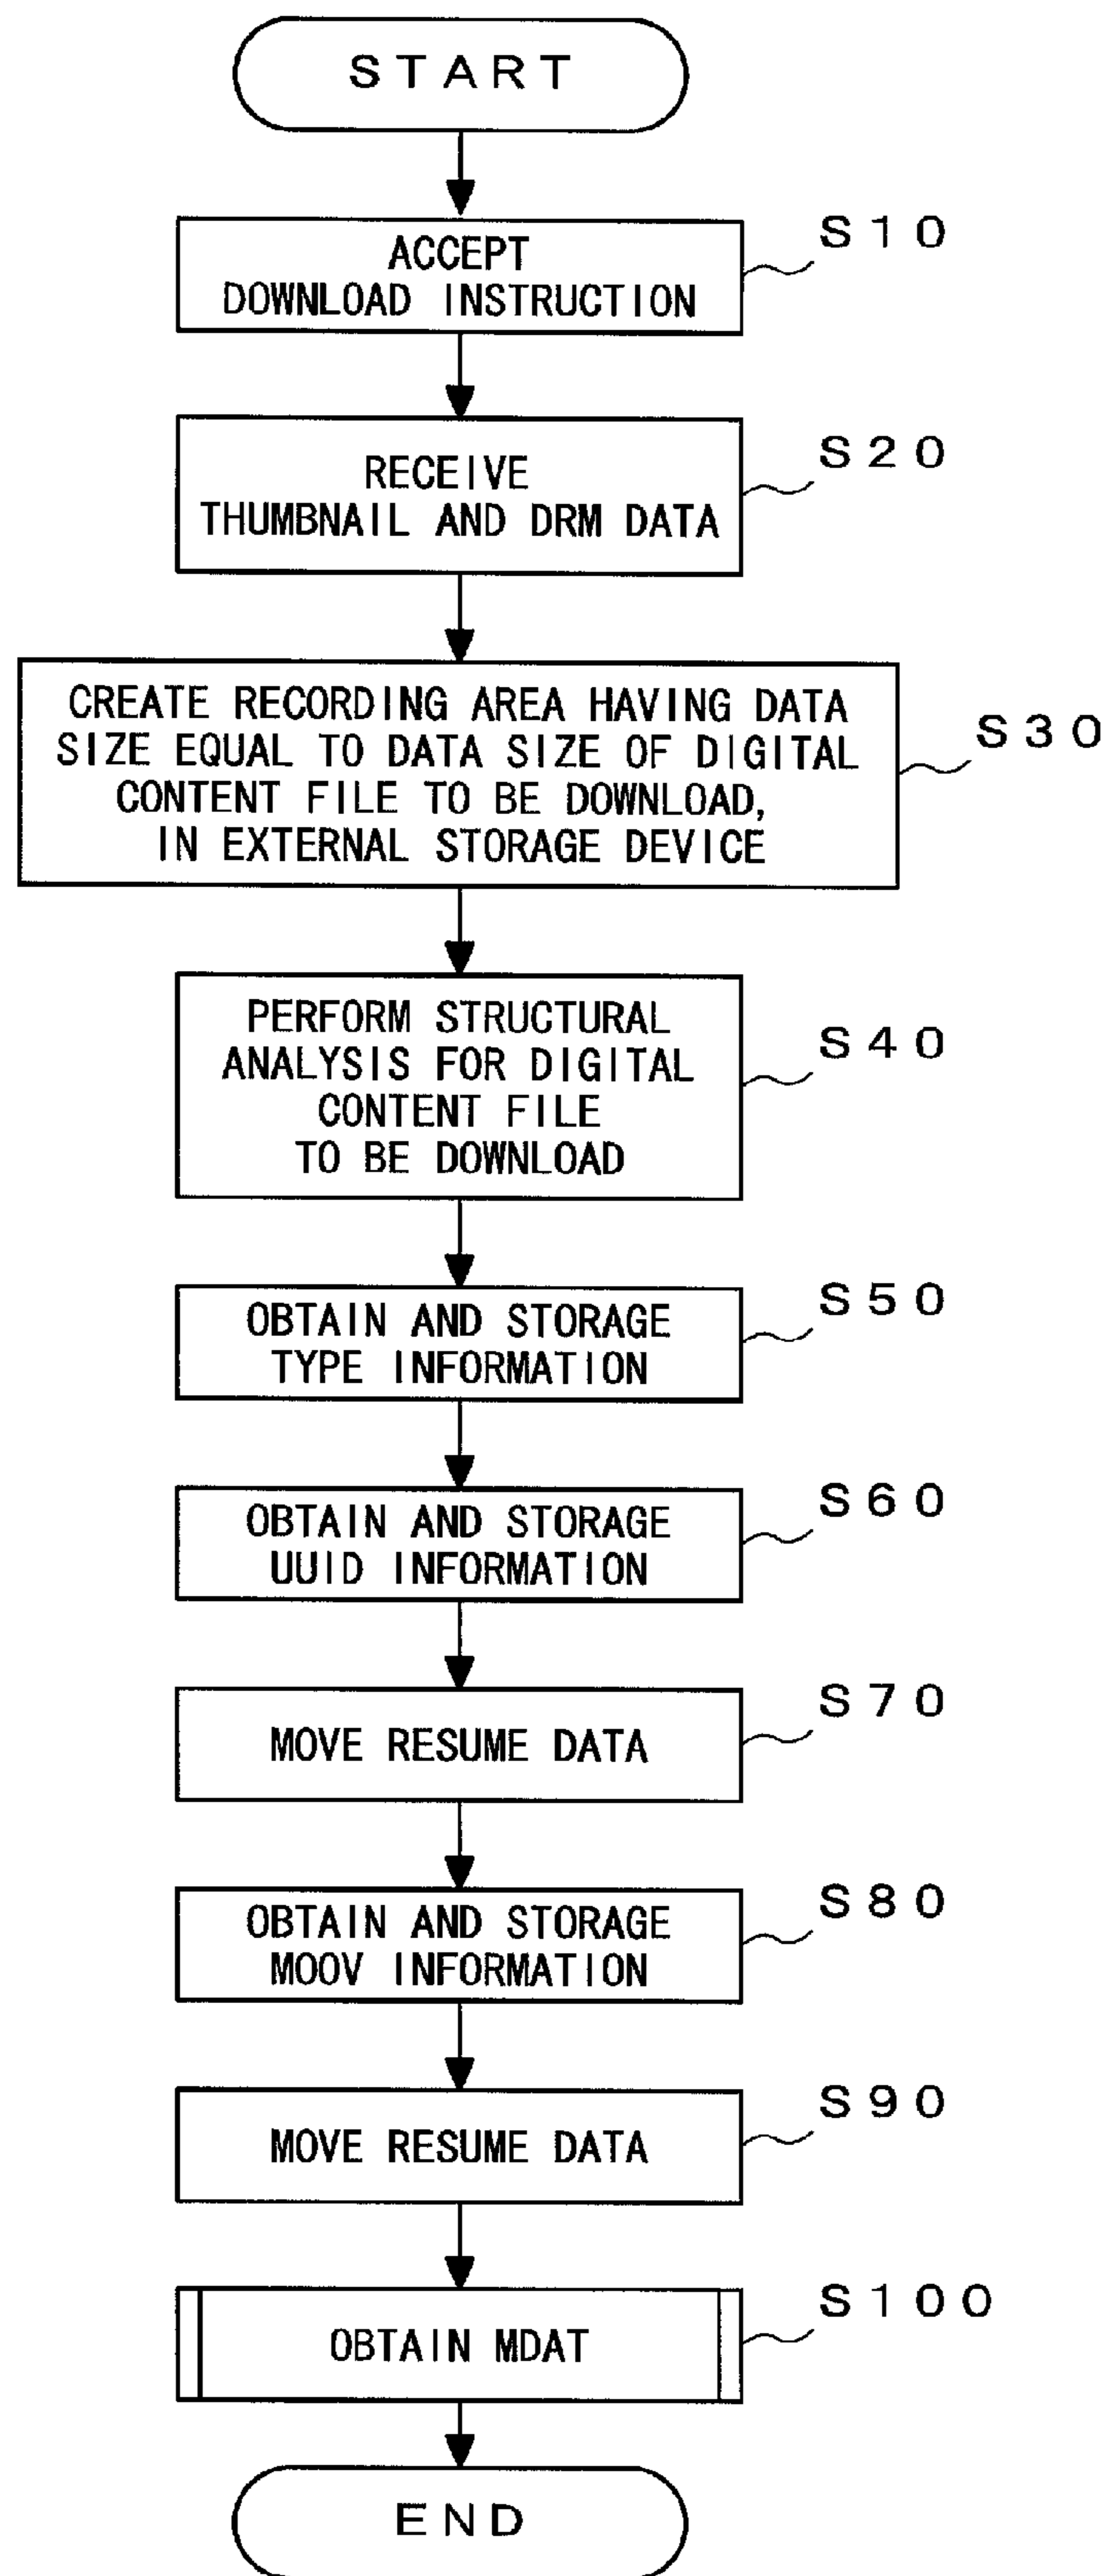 START
ACCEPT
DOWNLOAD INSTRUCTION
S10
RECEIVE
THUMBNAIL AND DRM DATA
S20
CREATE RECORDING AREA HAVING DATA
SIZE EQUAL TO DATA SIZE OF DIGITAL
CONTENT FILE TO BE DOWNLOAD,
IN EXTERNAL STORAGE DEVICE
S30
PERFORM STRUCTURAL
ANALYSIS FOR DIGITAL
CONTENT FILE
TO BE DOWNLOAD
S40
OBTAIN AND STORAGE
TYPE INFORMATION
S50
OBTAIN AND STORAGE
UUID INFORMATION
S60
MOVE RESUME DATA
S70
OBTAIN AND STORAGE
MOOV INFORMATION
S80
MOVE RESUME DATA
S90
OBTAIN MDAT
S100
END